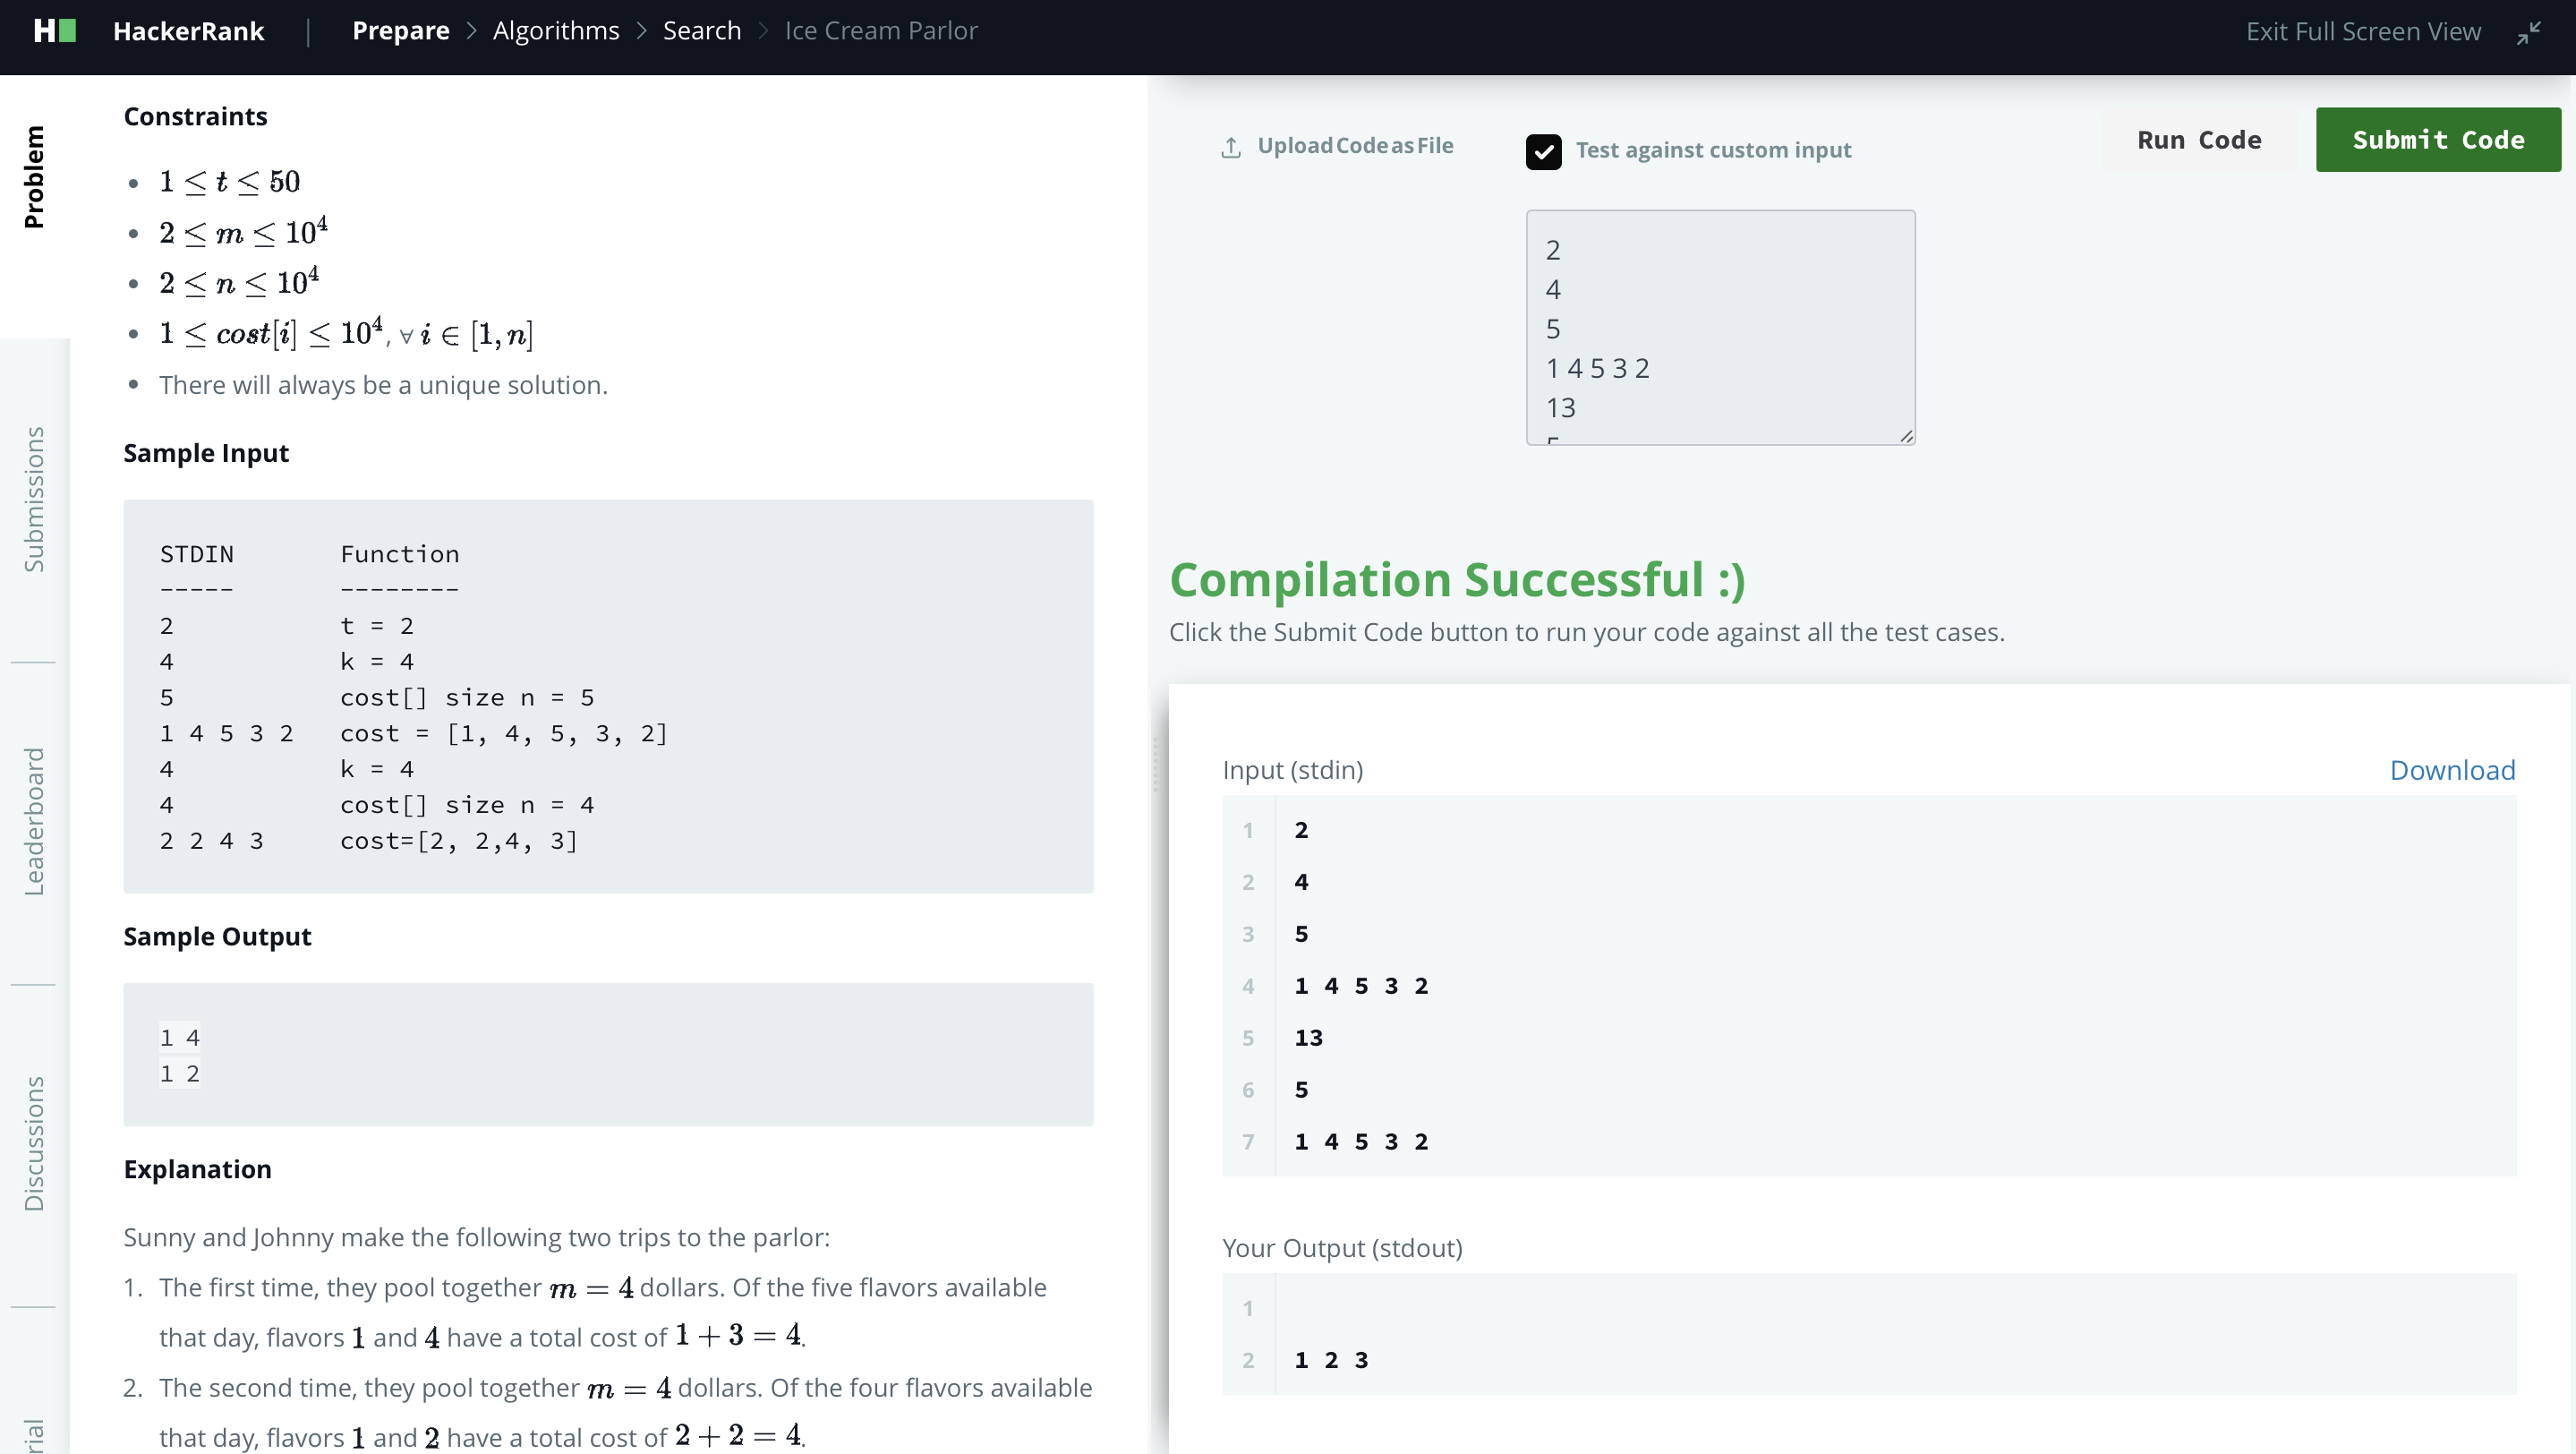 HackerRank | Prepare > Algorithms > Search > Ice Cream Parlor
Exit Full Screen View
Problem
Submissions
Leaderboard
Discussions
rial
Constraints
• 1 ≤ t ≤ 50
• 2 ≤ m ≤ 10^4
• 2 ≤ n ≤ 10^4
• 1 ≤ cost[i] ≤ 10^4, ∀ i ∈ [1, n]
• There will always be a unique solution.
Sample Input
STDIN Function
----- --------
2 t = 2
4 k = 4
5 cost[] size n = 5
1 4 5 3 2 cost = [1, 4, 5, 3, 2]
4 k = 4
4 cost[] size n = 4
2 2 4 3 cost=[2, 2,4, 3]
Sample Output
1 4
1 2
Explanation
Sunny and Johnny make the following two trips to the parlor:
1. The first time, they pool together m = 4 dollars. Of the five flavors available
that day, flavors 1 and 4 have a total cost of 1 + 3 = 4.
2. The second time, they pool together m = 4 dollars. Of the four flavors available
that day, flavors 1 and 2 have a total cost of 2 + 2 = 4.
Upload Code as File
Test against custom input
Run Code
Submit Code
2
4
5
1 4 5 3 2
13
Compilation Successful :)
Click the Submit Code button to run your code against all the test cases.
Input (stdin)
Download
1 2
2 4
3 5
4 1 4 5 3 2
5 13
6 5
7 1 4 5 3 2
Your Output (stdout)
1
2 1 2 3